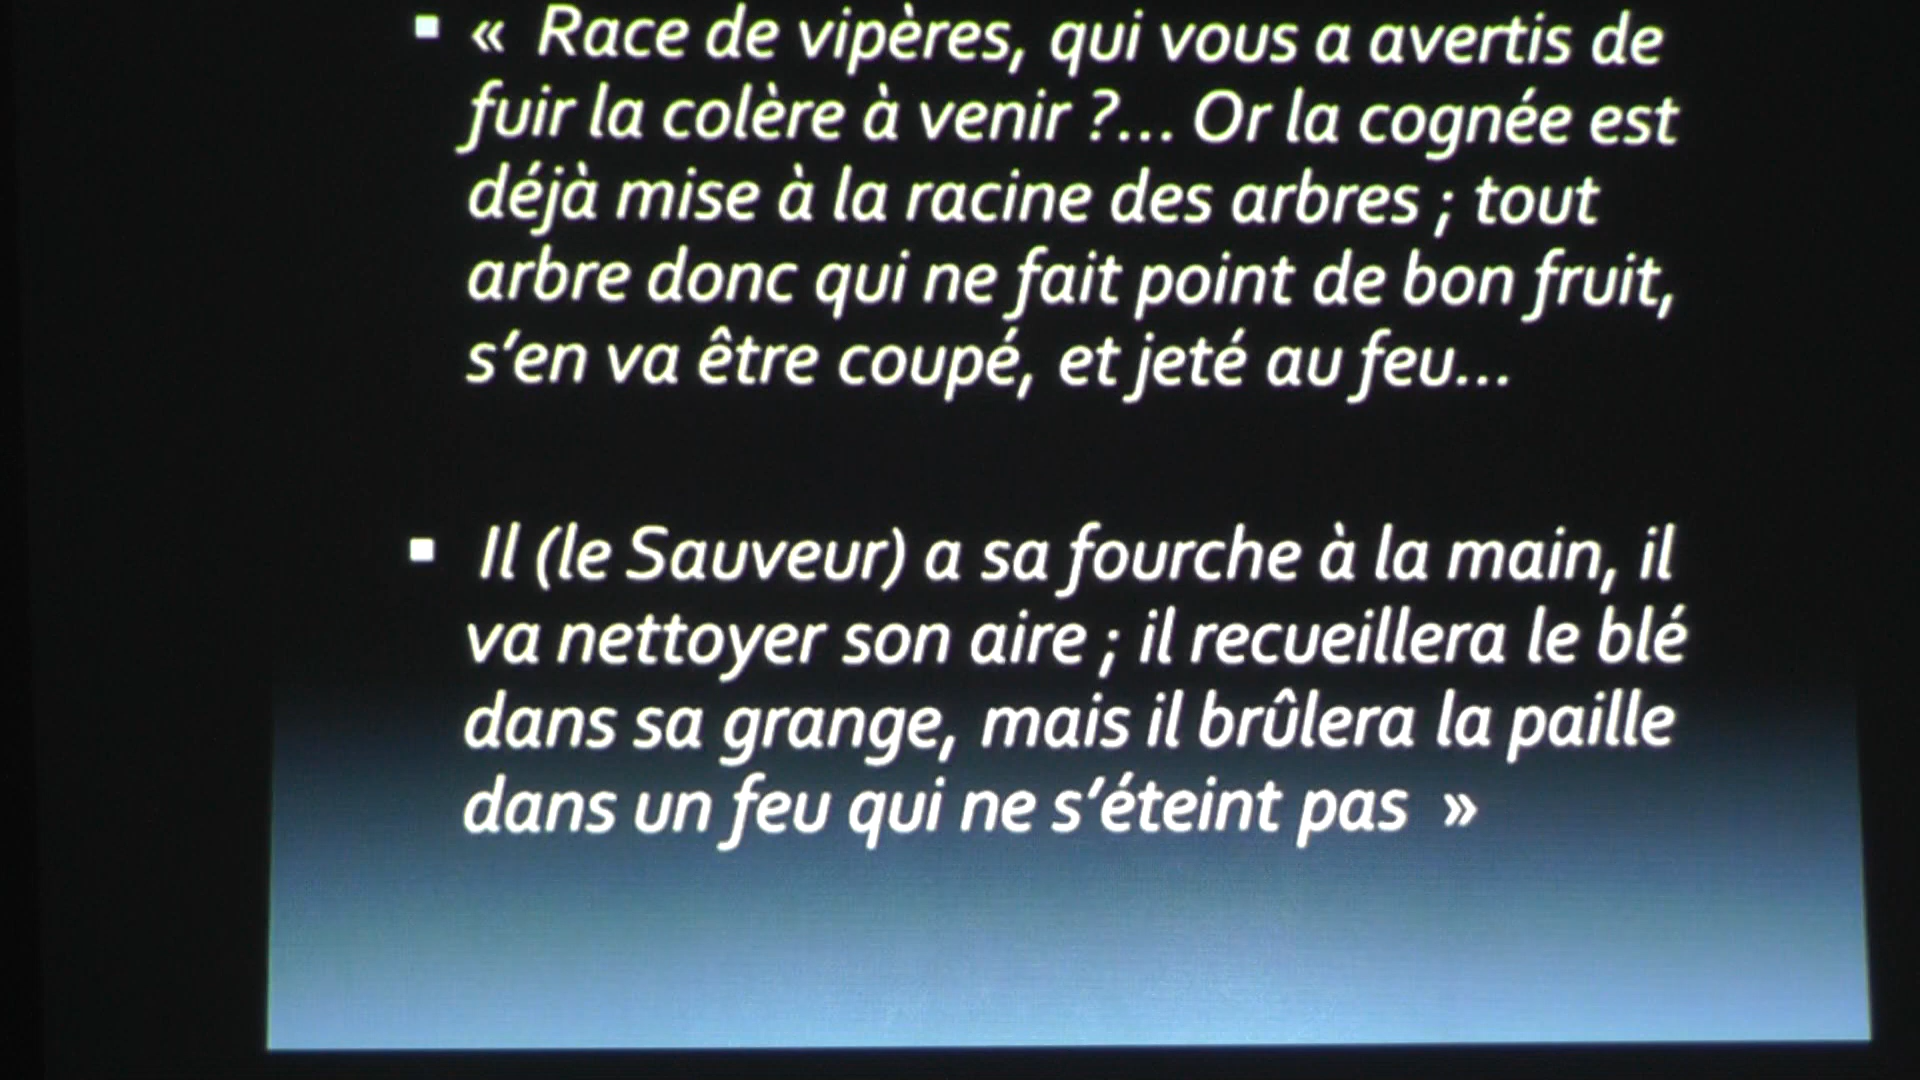 ▪ «  Race de vipères, qui vous a avertis de
fuir la colère à venir ?... Or la cognée est
déjà mise à la racine des arbres ; tout
arbre donc qui ne fait point de bon fruit,
s’en va être coupé, et jeté au feu...
▪ Il (le Sauveur) a sa fourche à la main, il
va nettoyer son aire ; il recueillera le blé
dans sa grange, mais il brûlera la paille
dans un feu qui ne s’éteint pas  »